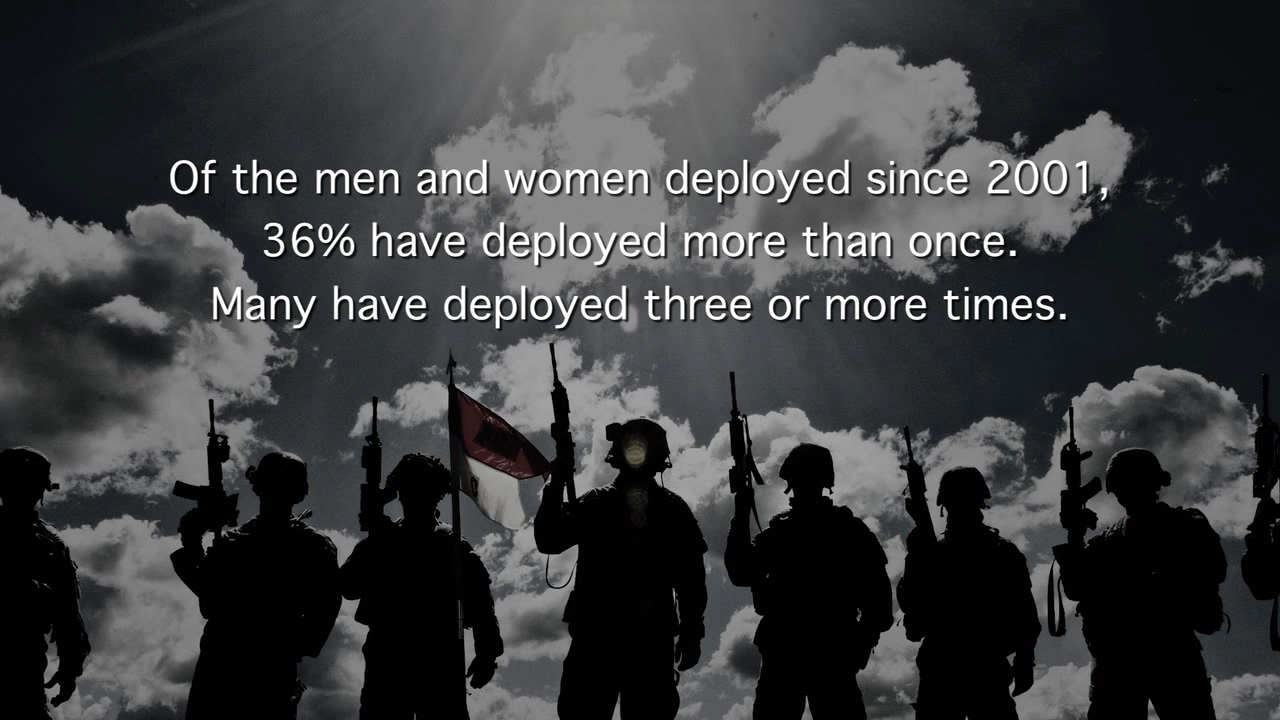 Of the men and women deployed since 2001,
36% have deployed more than once.
Many have deployed three or more times.